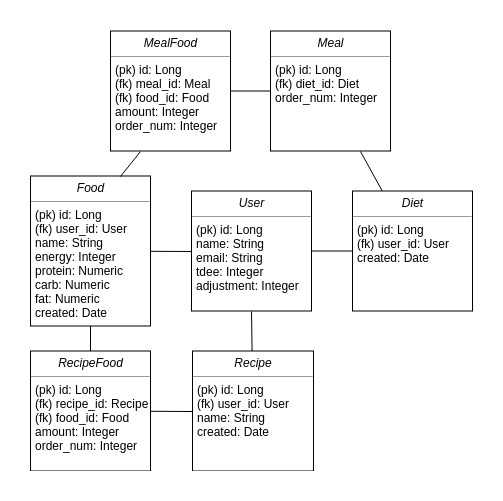 MealFood
(pk) id: Long
(fk) meal_id: Meal
(fk) food_id: Food
amount: Integer
order_num: Integer
Meal
(pk) id: Long
(fk) diet_id: Diet
order_num: Integer
Food
(pk) id: Long
(fk) user_id: User
name: String
energy: Integer
protein: Numeric
carb: Numeric
fat: Numeric
created: Date
User
(pk) id: Long
name: String
email: String
tdee: Integer
adjustment: Integer
Diet
(pk) id: Long
(fk) user_id: User
created: Date
RecipeFood
(pk) id: Long
(fk) recipe_id: Recipe
(fk) food_id: Food
amount: Integer
order_num: Integer
Recipe
(pk) id: Long
(fk) user_id: User
name: String
created: Date